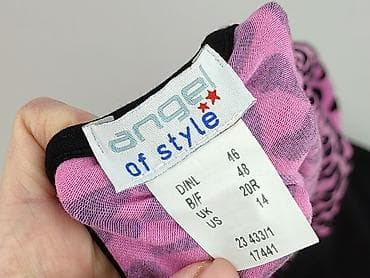 angel
of style
D/NL 46
B/F 48
UK 20R
US 14
23 433/1
17441